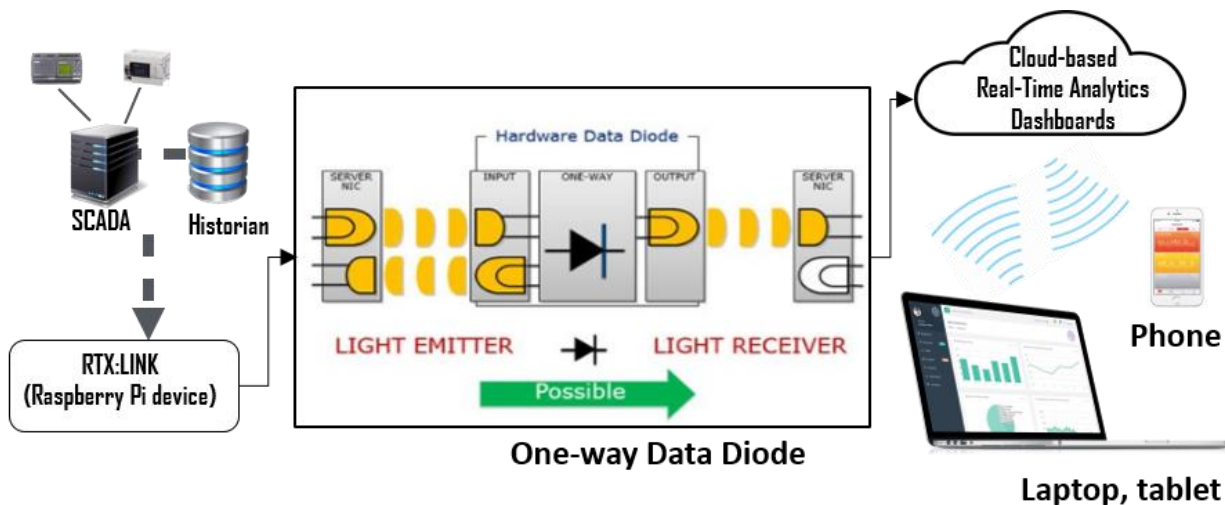 SCADA
Historian
RTX:LINK
(Raspberry Pi device)
Hardware Data Diode
SERVER
NIC
INPUT
ONE-WAY
OUTPUT
SERVER
NIC
LIGHT EMITTER
LIGHT RECEIVER
Possible
One-way Data Diode
Cloud-based
Real-Time Analytics
Dashboards
Phone
Laptop, tablet